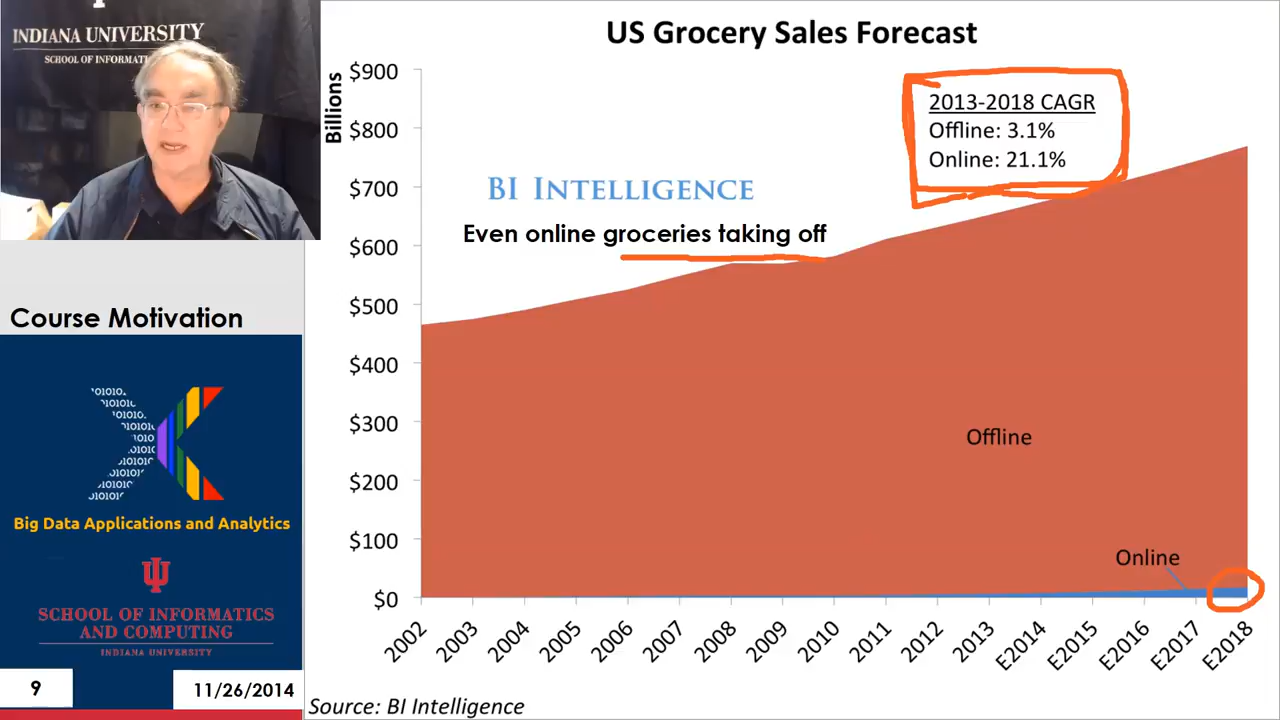 INDIANA UNIVERSITY
Course Motivation
Big Data Applications and Analytics
SCHOOL OF INFORMATICS
AND COMPUTING
INDIANA UNIVERSITY
9
11/26/2014
US Grocery Sales Forecast
Billions
$900
$800
$700
$600
$500
$400
$300
$200
$100
$0
2013-2018 CAGR
Offline: 3.1%
Online: 21.1%
BI INTELLIGENCE
Even online groceries taking off
Offline
Online
2002
2003
2004
2005
2006
2007
2008
2009
2010
2011
2012
2013
E2014
E2015
E2016
E2017
E2018
Source: BI Intelligence